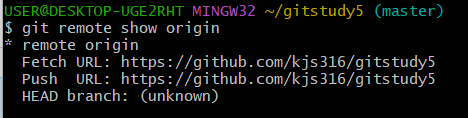 USER@DESKTOP-UGE2RHT MINGW32 ~/gitstudy5 (master)
$ git remote show origin
* remote origin
  Fetch URL: https://github.com/kjs316/gitstudy5
  Push  URL: https://github.com/kjs316/gitstudy5
  HEAD branch: (unknown)